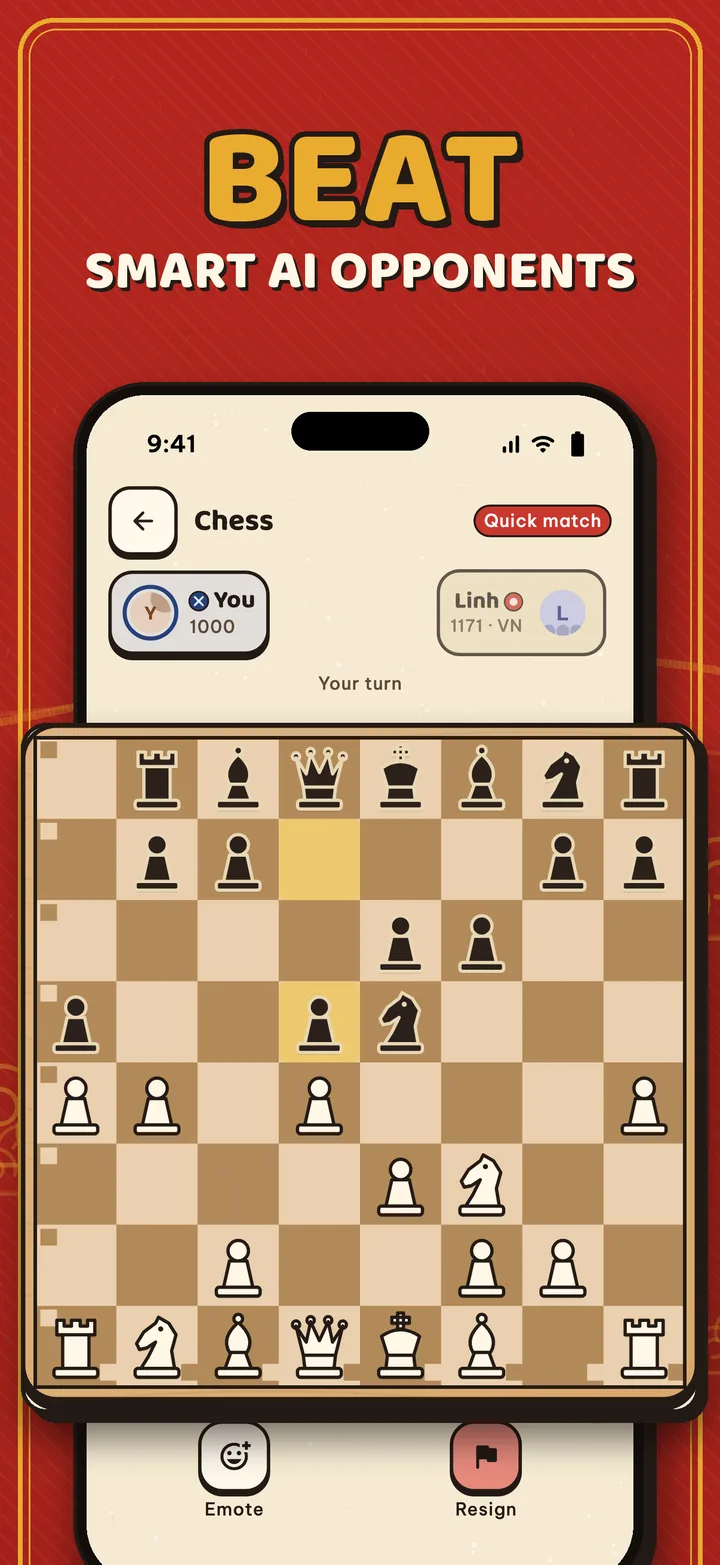 BEAT
SMART AI OPPONENTS
9:41
Chess
Quick match
Y
You
1000
Linh
1171 · VN
L
Your turn
Emote
Resign